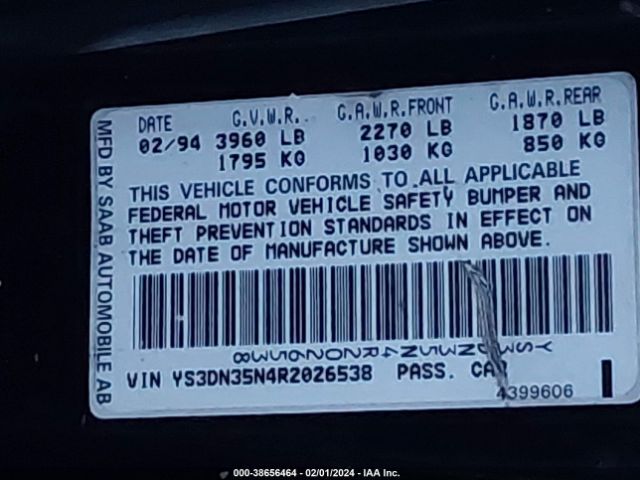 MFD BY SAAB AUTOMOBILE AB
DATE G.V.W.R. G.A.W.R.FRONT G.A.W.R.REAR
02/94 3960 LB 2270 LB 1870 LB
1795 KG 1030 KG 850 KG
THIS VEHICLE CONFORMS TO ALL APPLICABLE
FEDERAL MOTOR VEHICLE SAFETY BUMPER AND
THEFT PREVENTION STANDARDS IN EFFECT ON
THE DATE OF MANUFACTURE SHOWN ABOVE.
YS3DN35N4R2026538
VIN YS3DN35N4R2026538 PASS. CAR
4399606
000-38656464 - 02/01/2024 - IAA Inc.